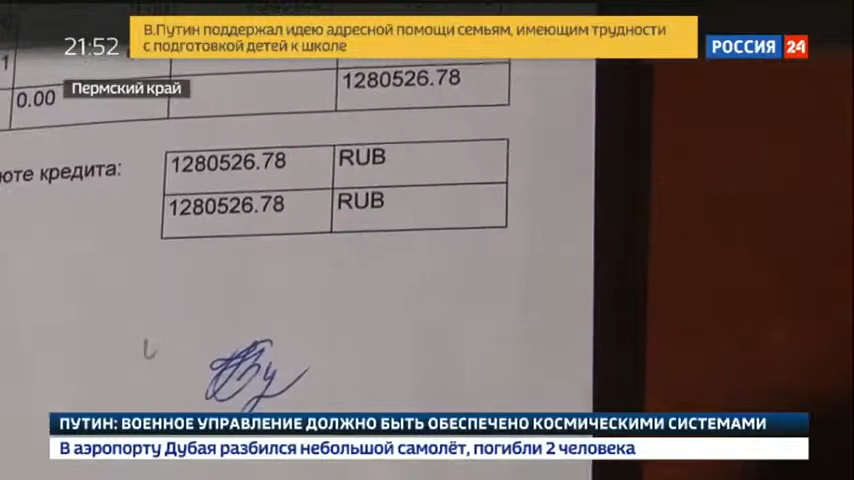 В.Путин поддержал идею адресной помощи семьям, имеющим трудности
с подготовкой детей к школе
21:52
РОССИЯ 24
1
Пермский край
0.00
1280526.78
кредита:
1280526.78 RUB
1280526.78 RUB
ПУТИН: ВОЕННОЕ УПРАВЛЕНИЕ ДОЛЖНО БЫТЬ ОБЕСПЕЧЕНО КОСМИЧЕСКИМИ СИСТЕМАМИ
В аэропорту Дубая разбился небольшой самолёт, погибли 2 человека